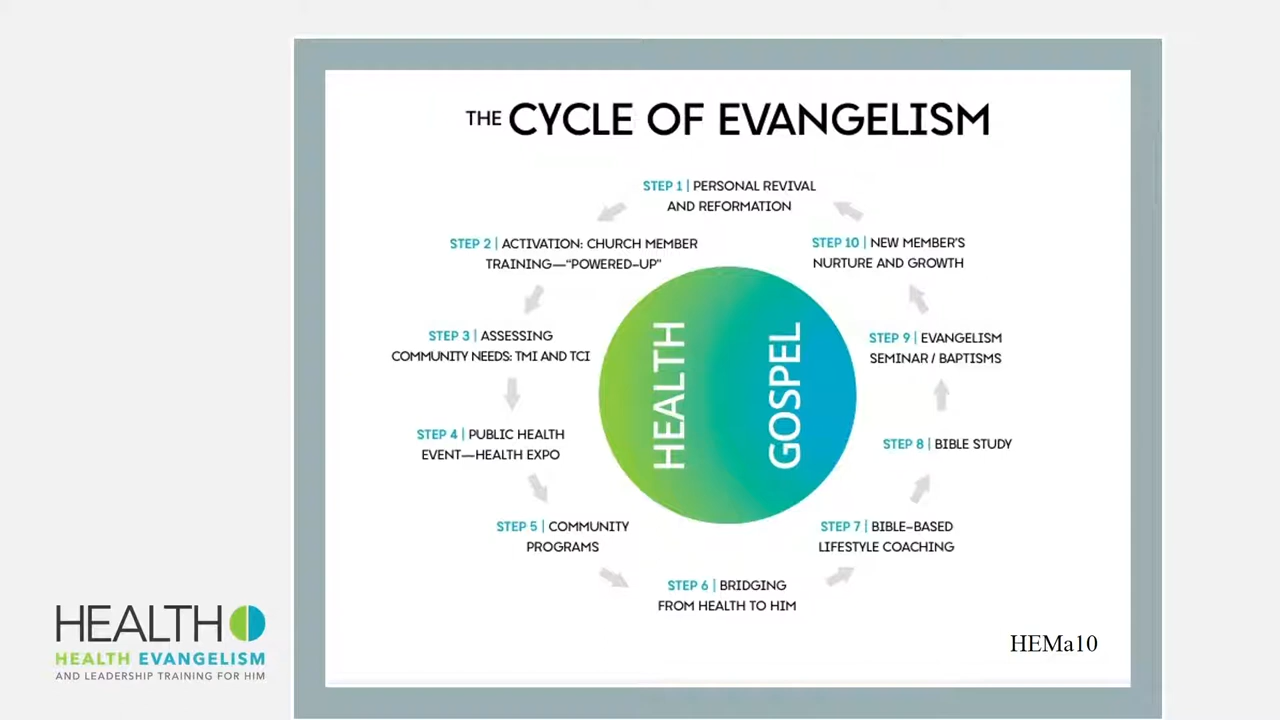 THE CYCLE OF EVANGELISM
STEP 1 | PERSONAL REVIVAL
AND REFORMATION
STEP 2 | ACTIVATION: CHURCH MEMBER
TRAINING—“POWERED-UP”
STEP 3 | ASSESSING
COMMUNITY NEEDS: TMI AND TCI
STEP 4 | PUBLIC HEALTH
EVENT—HEALTH EXPO
STEP 5 | COMMUNITY
PROGRAMS
STEP 6 | BRIDGING
FROM HEALTH TO HIM
STEP 7 | BIBLE-BASED
LIFESTYLE COACHING
STEP 8 | BIBLE STUDY
STEP 9 | EVANGELISM
SEMINAR / BAPTISMS
STEP 10 | NEW MEMBER'S
NURTURE AND GROWTH
HEALTH
GOSPEL
HEMa10
HEALTH
HEALTH EVANGELISM
AND LEADERSHIP TRAINING FOR HIM